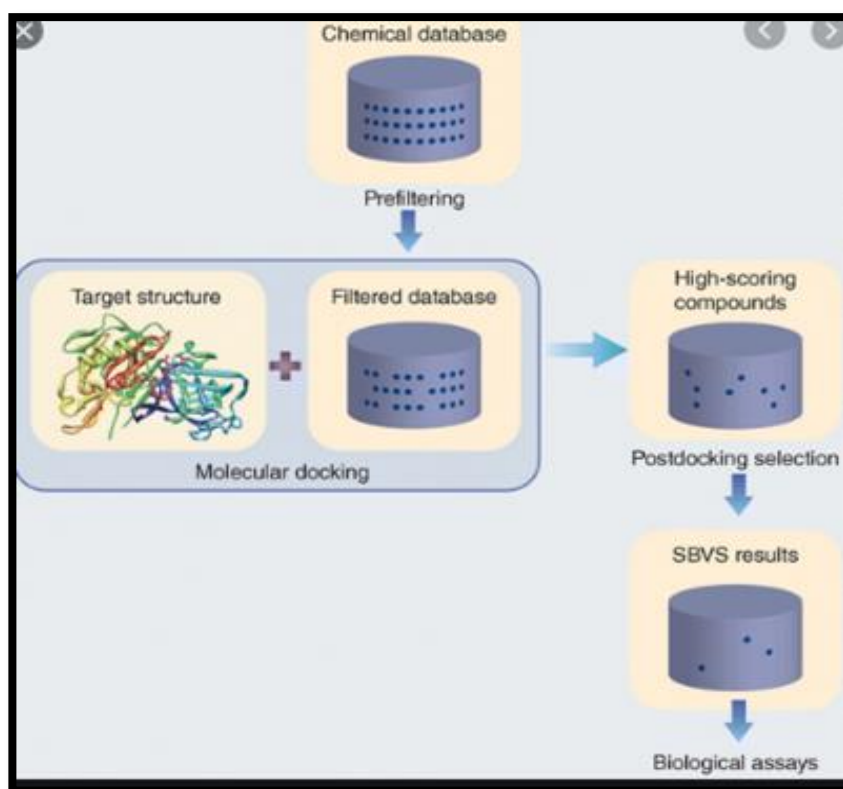 Chemical database
Prefiltering
Target structure
Filtered database
Molecular docking
High-scoring
compounds
Postdocking selection
SBVS results
Biological assays